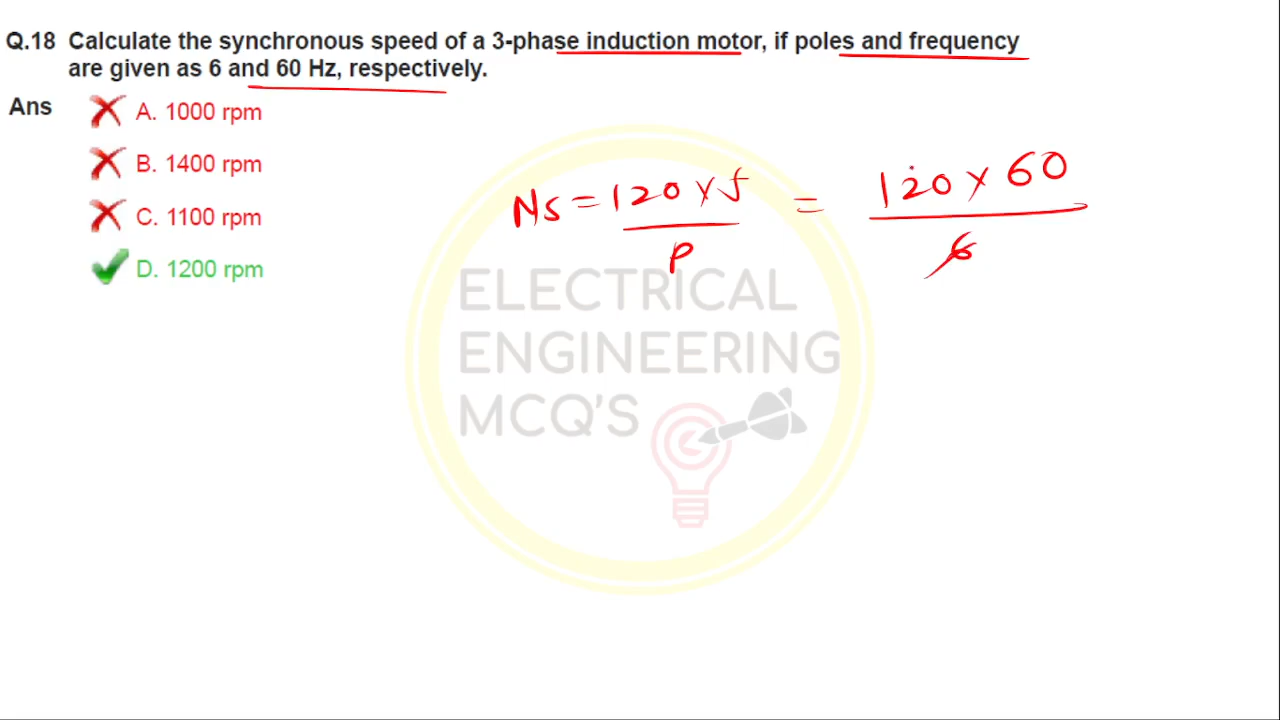 Q.18 Calculate the synchronous speed of a 3-phase induction motor, if poles and frequency
are given as 6 and 60 Hz, respectively.
Ans
A. 1000 rpm
B. 1400 rpm
C. 1100 rpm
D. 1200 rpm
Ns = 120 x f = 120 x 60
p 6
ELECTRICAL
ENGINEERING
MCQ'S